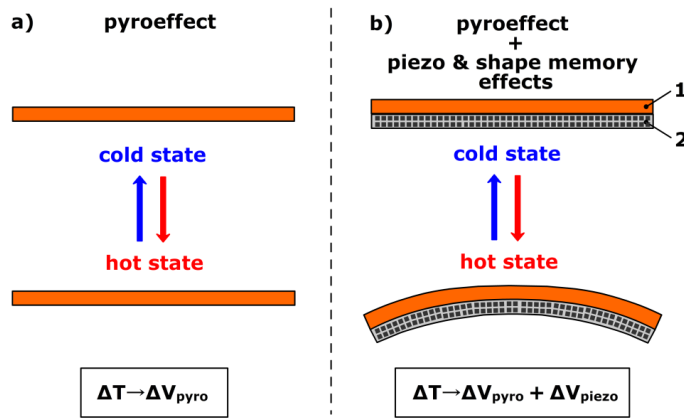 a)
pyroeffect
cold state
hot state
ΔT→ΔVpyro
b)
pyroeffect
+
piezo & shape memory
effects
1
2
cold state
hot state
ΔT→ΔVpyro + ΔVpiezo